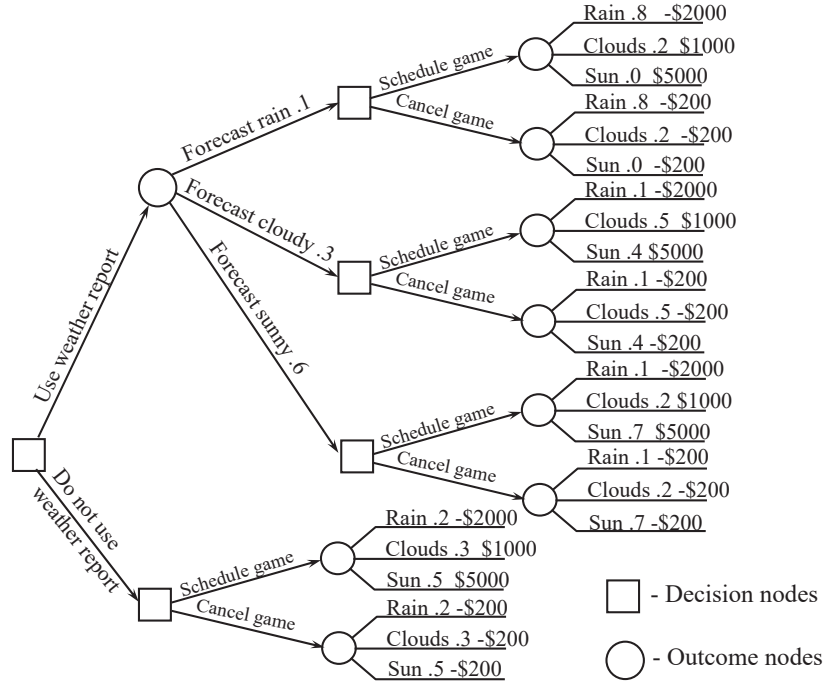 Rain .8 -$2000
Clouds .2 $1000
Sun .0 $5000
Schedule game
Cancel game
Rain .8 -$200
Clouds .2 -$200
Sun .0 -$200
Forecast rain .1
Forecast cloudy .3
Forecast sunny .6
Rain .1 -$2000
Clouds .5 $1000
Sun .4 $5000
Schedule game
Cancel game
Rain .1 -$200
Clouds .5 -$200
Sun .4 -$200
Use weather report
Rain .1 -$2000
Clouds .2 $1000
Sun .7 $5000
Schedule game
Cancel game
Rain .1 -$200
Clouds .2 -$200
Sun .7 -$200
Do not use
weather report
Rain .2 -$2000
Clouds .3 $1000
Sun .5 $5000
Schedule game
Cancel game
Rain .2 -$200
Clouds .3 -$200
Sun .5 -$200
- Decision nodes
- Outcome nodes